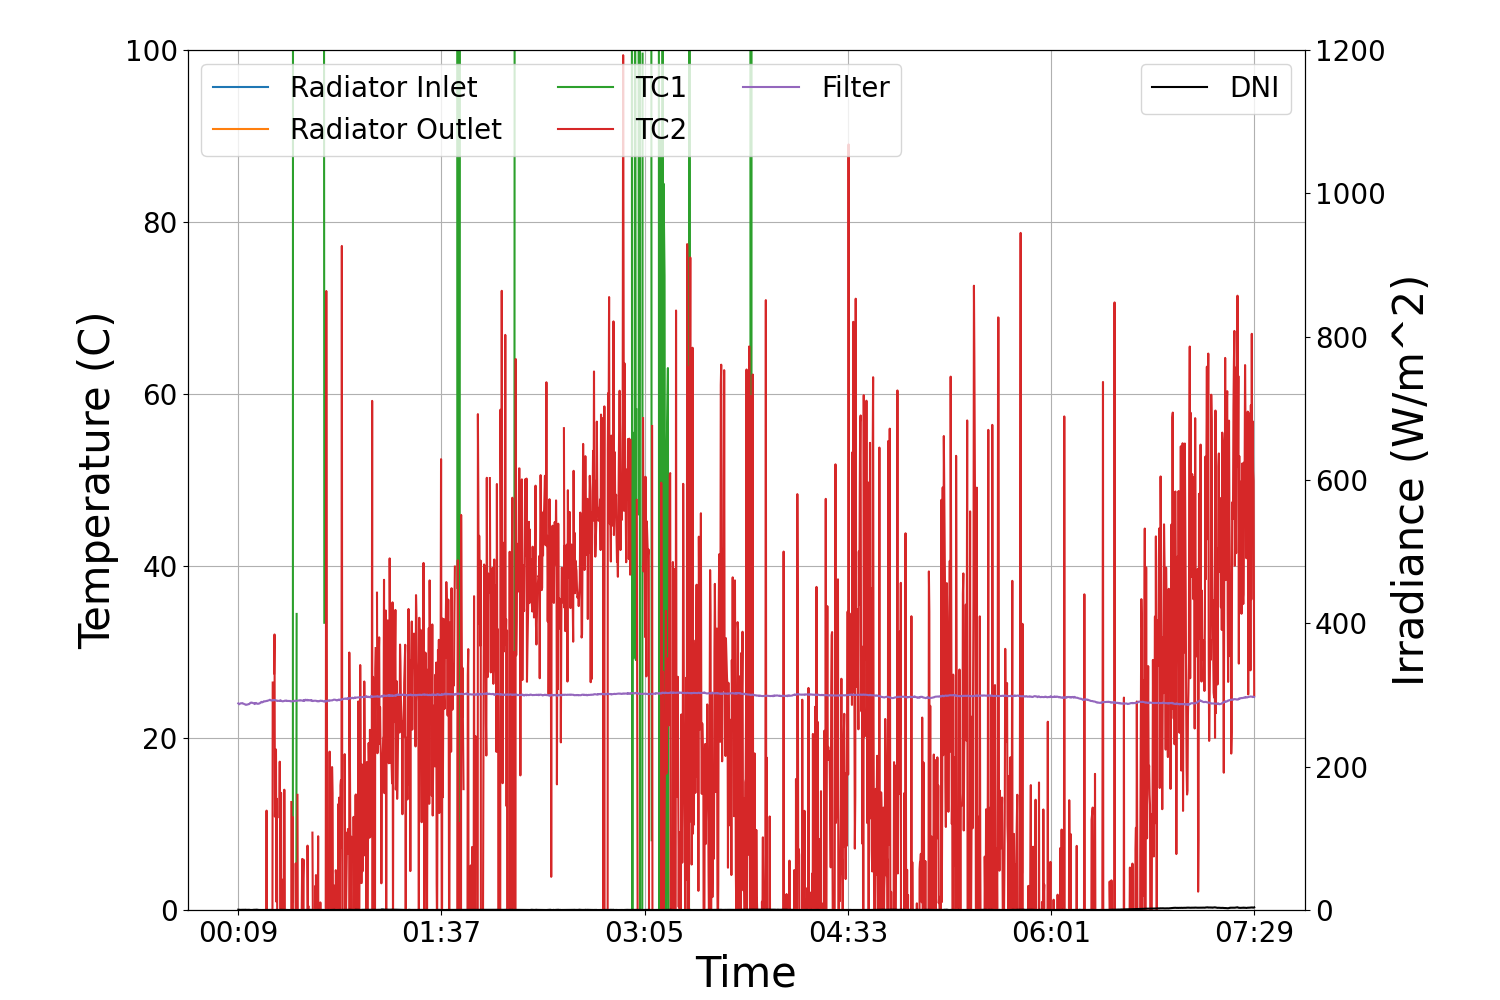 100
80
60
40
20
0
Temperature (C)
Radiator Inlet
Radiator Outlet
TC1
TC2
Filter
DNI
1200
1000
800
600
400
200
0
Irradiance (W/m^2)
00:09
01:37
03:05
04:33
06:01
07:29
Time